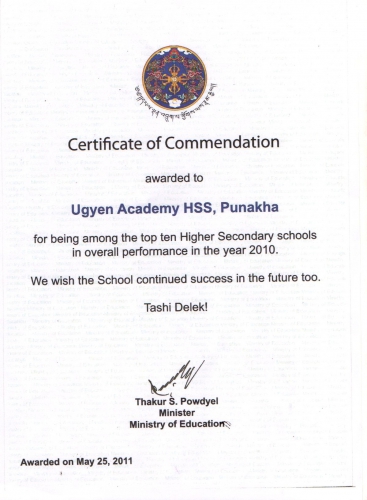 Certificate of Commendation
awarded to
Ugyen Academy HSS, Punakha
for being among the top ten Higher Secondary schools
in overall performance in the year 2010.
We wish the School continued success in the future too.
Tashi Delek!
Thakur S. Powdyel
Minister
Ministry of Education
Awarded on May 25, 2011